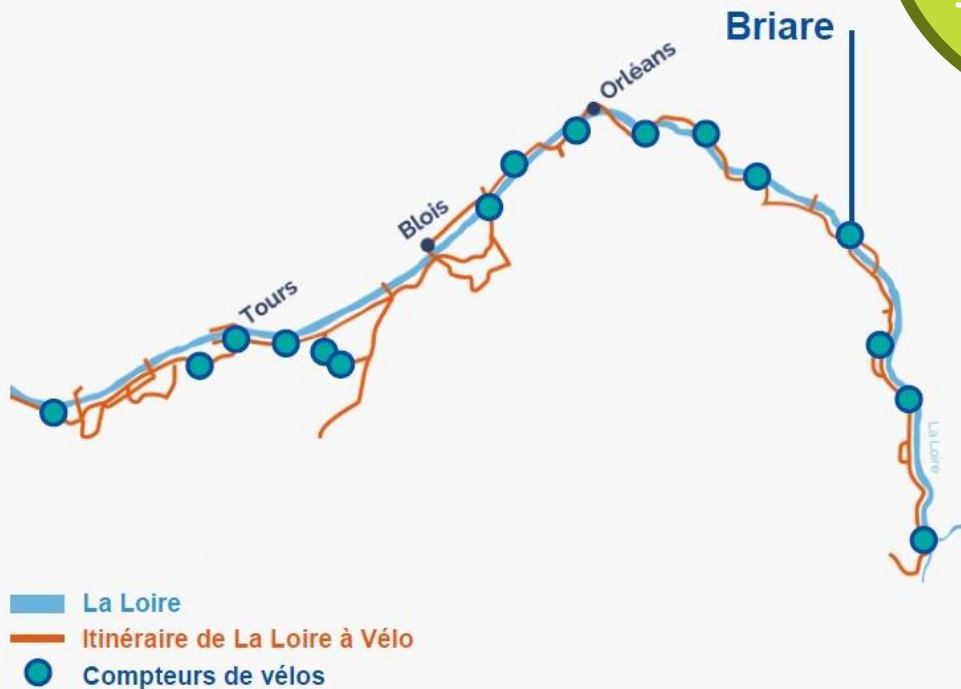 Briare
Orléans
Blois
Tours
La Loire
La Loire
Itinéraire de La Loire à Vélo
Compteurs de vélos